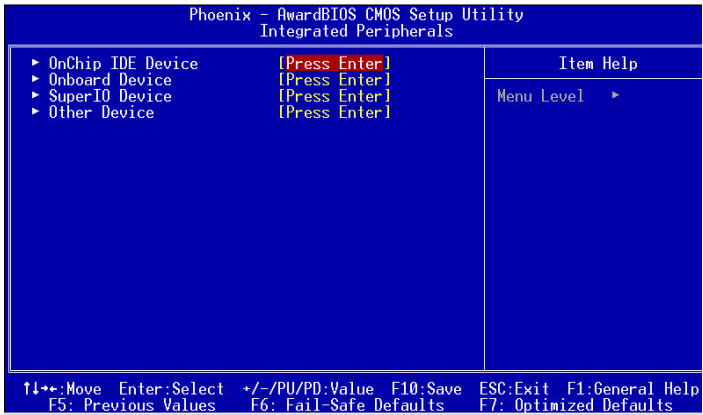 Phoenix - AwardBIOS CMOS Setup Utility
Integrated Peripherals
► OnChip IDE Device [Press Enter]
► Onboard Device [Press Enter]
► SuperIO Device [Press Enter]
► Other Device [Press Enter]
Item Help
Menu Level ►
↑↓→←:Move Enter:Select +/-/PU/PD:Value F10:Save ESC:Exit F1:General Help
F5: Previous Values F6: Fail-Safe Defaults F7: Optimized Defaults